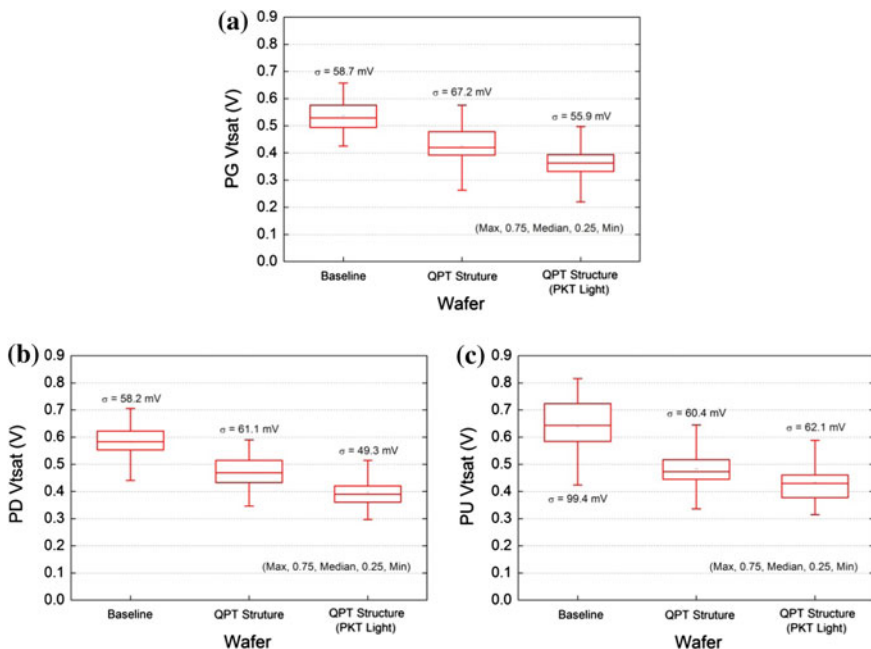 (a)
0.9
0.8
0.7
0.6
0.5
0.4
0.3
0.2
0.1
0.0
PG Vtsat (V)
σ = 58.7 mV
σ = 67.2 mV
σ = 55.9 mV
(Max, 0.75, Median, 0.25, Min)
Baseline
QPT Struture
QPT Structure
(PKT Light)
Wafer
(b)
0.9
0.8
0.7
0.6
0.5
0.4
0.3
0.2
0.1
0.0
PD Vtsat (V)
σ = 58.2 mV
σ = 61.1 mV
σ = 49.3 mV
(Max, 0.75, Median, 0.25, Min)
Baseline
QPT Struture
QPT Structure
(PKT Light)
Wafer
(c)
0.9
0.8
0.7
0.6
0.5
0.4
0.3
0.2
0.1
0.0
PU Vtsat (V)
σ = 60.4 mV
σ = 62.1 mV
σ = 99.4 mV
(Max, 0.75, Median, 0.25, Min)
Baseline
QPT Struture
QPT Structure
(PKT Light)
Wafer